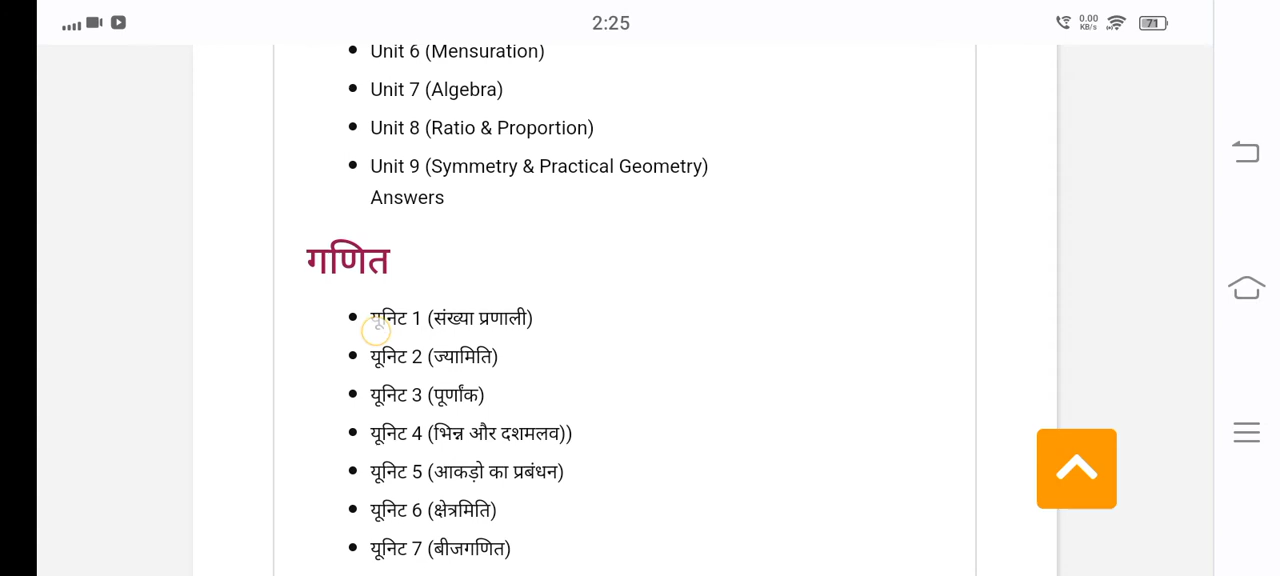 2:25
0.00
KB/s
71
Unit 6 (Mensuration)
Unit 7 (Algebra)
Unit 8 (Ratio & Proportion)
Unit 9 (Symmetry & Practical Geometry)
Answers
गणित
यूनिट 1 (संख्या प्रणाली)
यूनिट 2 (ज्यामिति)
यूनिट 3 (पूर्णांक)
यूनिट 4 (भिन्न और दशमलव))
यूनिट 5 (आकड़ो का प्रबंधन)
यूनिट 6 (क्षेत्रमिति)
यूनिट 7 (बीजगणित)